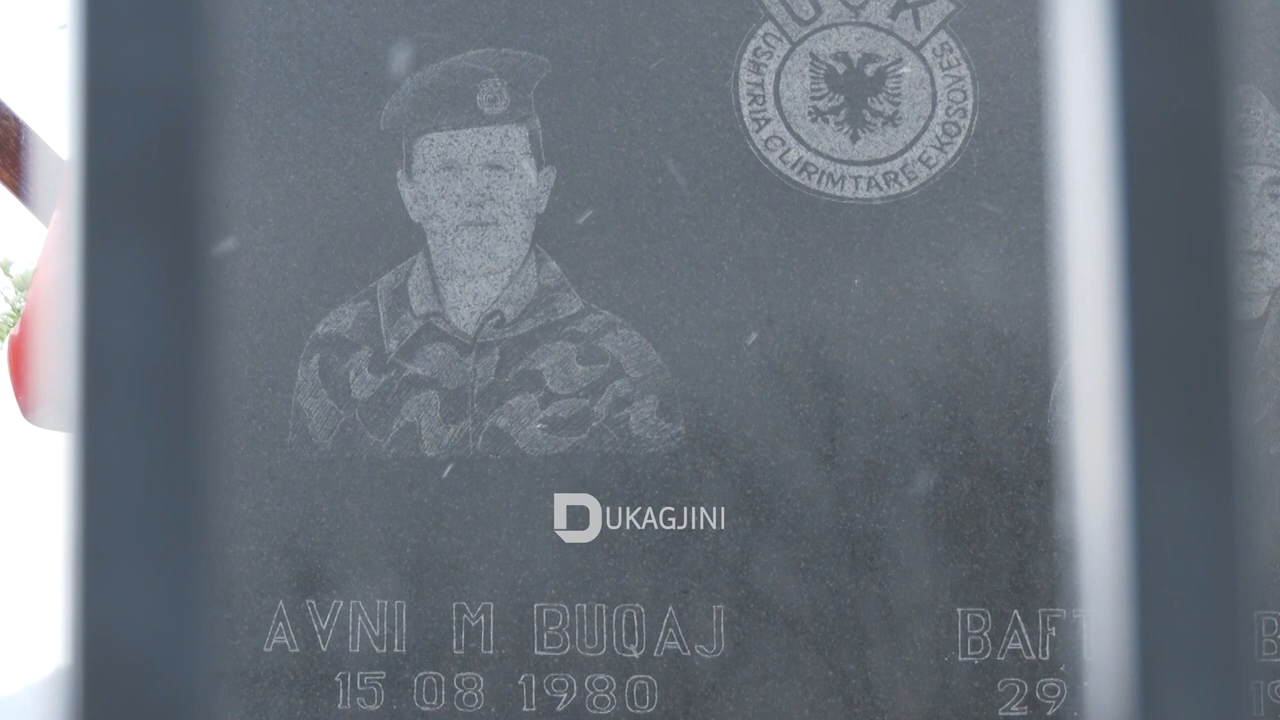 UÇK
USHTRIA ÇLIRIMTARE E KOSOVËS
DUKAGJINI
AVNI M BUQAJ
15 08 1980
29